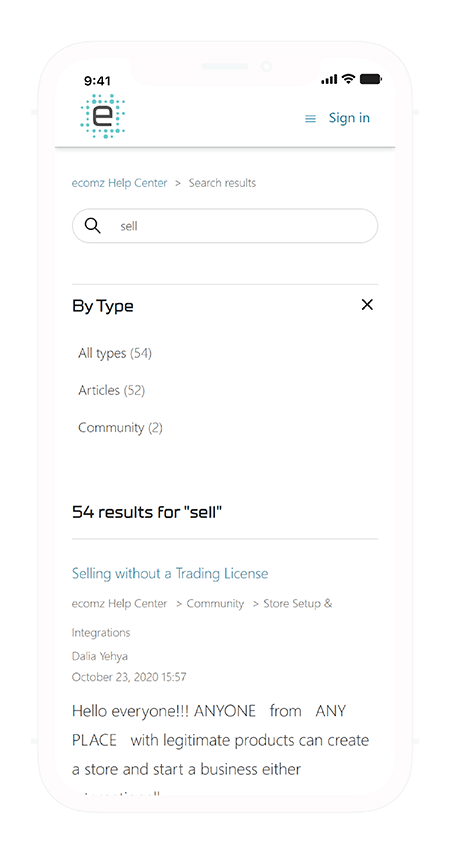 9:41
e
Sign in
ecomz Help Center > Search results
sell
By Type
All types (54)
Articles (52)
Community (2)
54 results for "sell"
Selling without a Trading License
ecomz Help Center > Community > Store Setup &
Integrations
Dalia Yehya
October 23, 2020 15:57
Hello everyone!!! ANYONE from ANY
PLACE with legitimate products can create
a store and start a business either